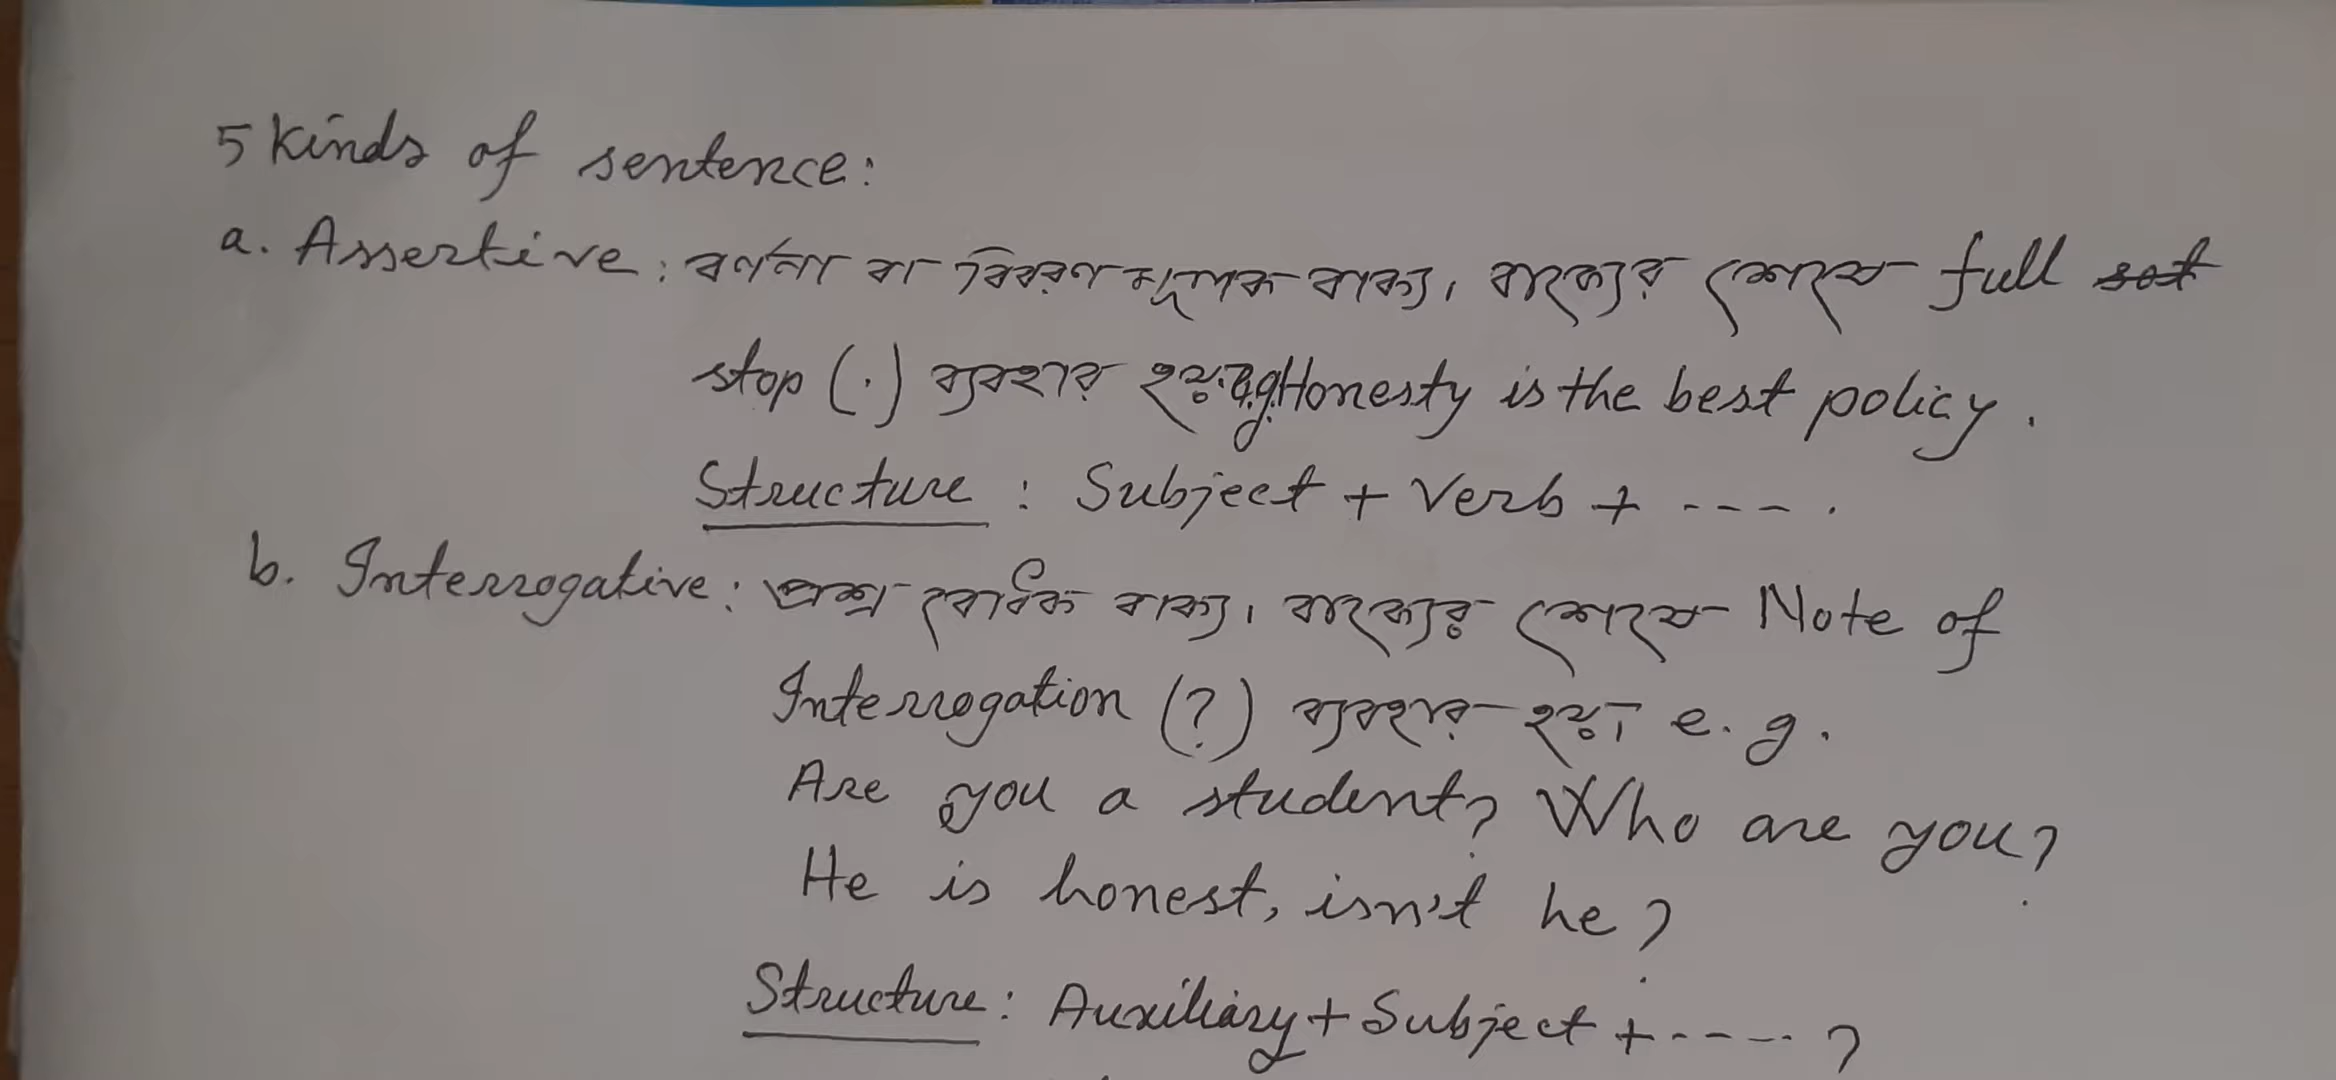 5 Kinds of sentence:
a. Assertive: বর্ণনা বা বিবরণ মূলক বাক্য। বাক্যের শেষে full
stop (.) ব্যবহার হয়। e.g. Honesty is the best policy.
Structure: Subject + Verb + ----.
b. Interrogative: প্রশ্ন বোধক বাক্য। বাক্যের শেষে Note of
Interrogation (?) ব্যবহার হয়। e.g.
Are you a student? Who are you?
He is honest, isn't he?
Structure: Auxiliary + Subject + -----?